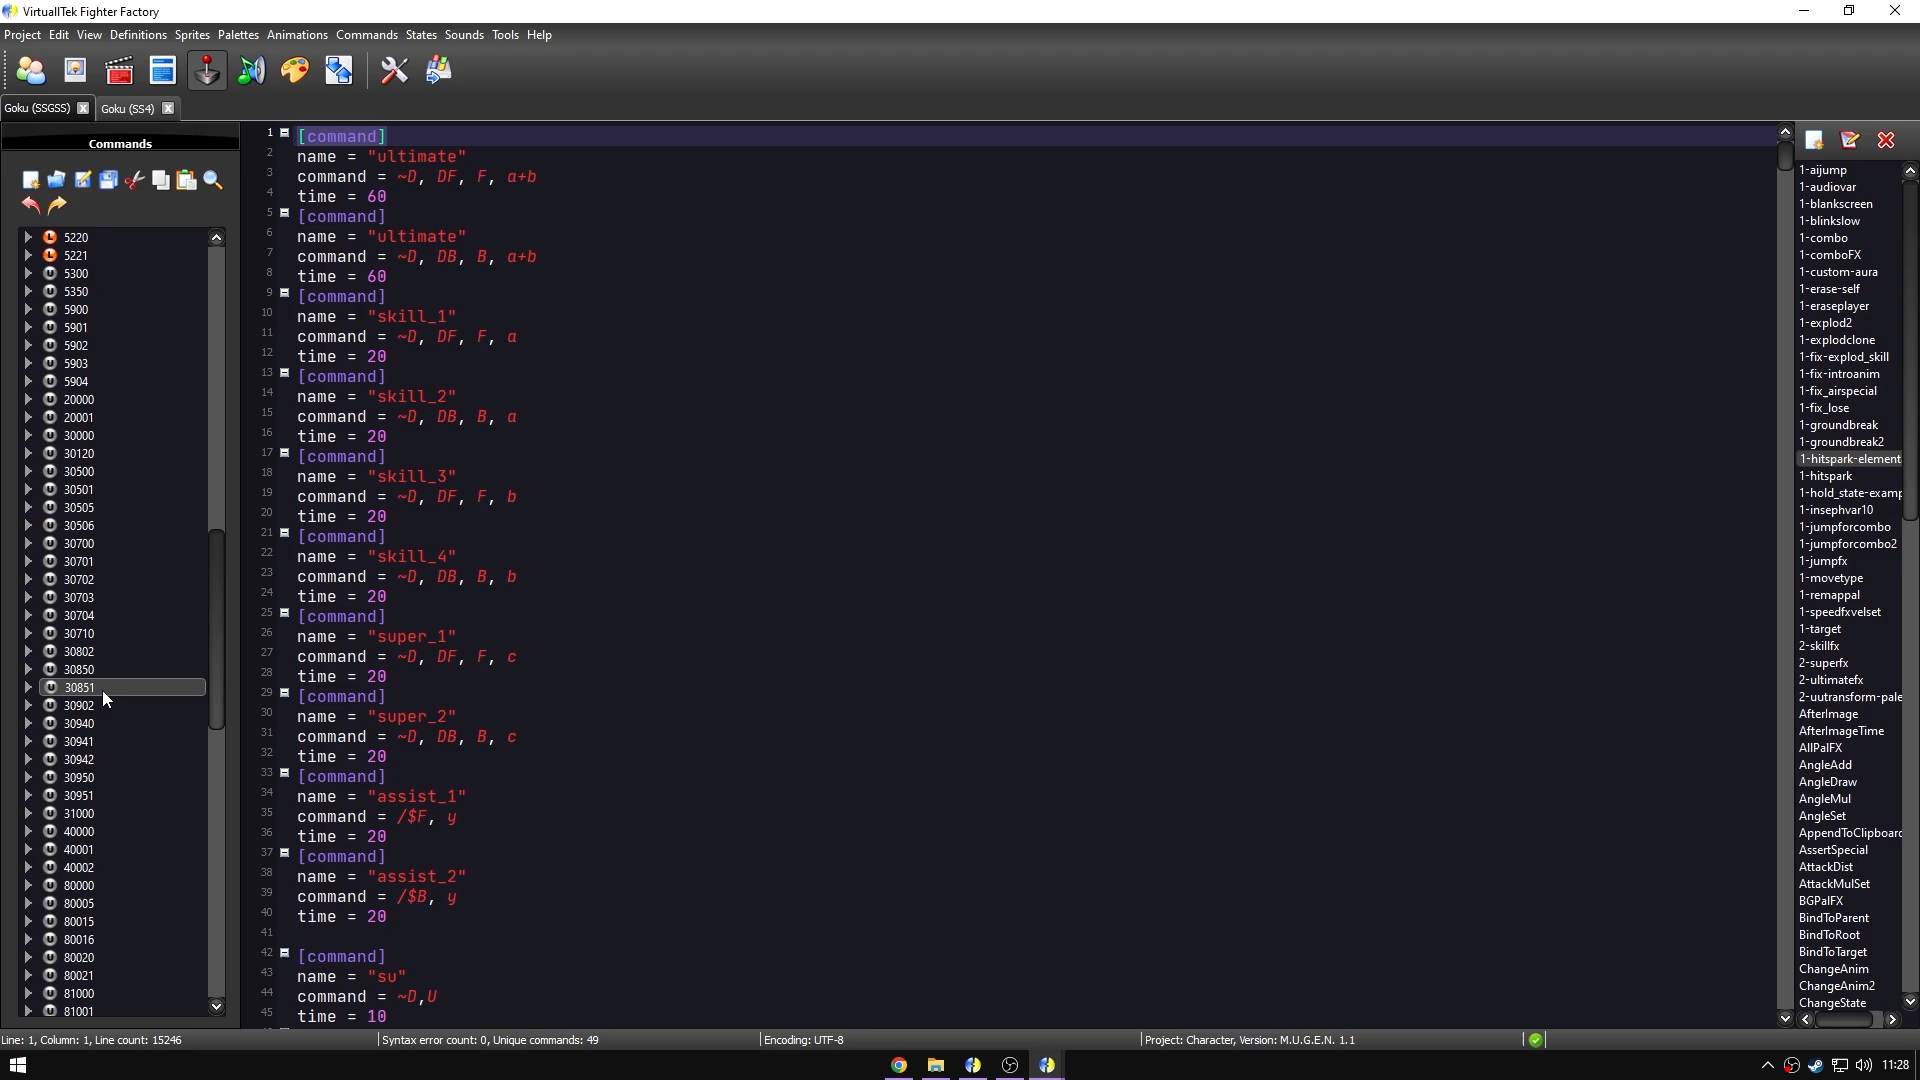 VirtuallTek Fighter Factory
Project Edit View Definitions Sprites Palettes Animations Commands States Sounds Tools Help
Goku (SSGSS) Goku (SS4)
Commands
5220
5221
5300
5350
5900
5901
5902
5903
5904
20000
20001
30000
30120
30500
30501
30505
30506
30700
30701
30702
30703
30704
30710
30802
30850
30851
30902
30940
30941
30942
30950
30951
31000
40000
40001
40002
80000
80005
80015
80016
80020
80021
81000
81001
1 [command]
2 name = "ultimate"
3 command = ~D, DF, F, a+b
4 time = 60
5 [command]
6 name = "ultimate"
7 command = ~D, DB, B, a+b
8 time = 60
9 [command]
10 name = "skill_1"
11 command = ~D, DF, F, a
12 time = 20
13 [command]
14 name = "skill_2"
15 command = ~D, DB, B, a
16 time = 20
17 [command]
18 name = "skill_3"
19 command = ~D, DF, F, b
20 time = 20
21 [command]
22 name = "skill_4"
23 command = ~D, DB, B, b
24 time = 20
25 [command]
26 name = "super_1"
27 command = ~D, DF, F, c
28 time = 20
29 [command]
30 name = "super_2"
31 command = ~D, DB, B, c
32 time = 20
33 [command]
34 name = "assist_1"
35 command = /$F, y
36 time = 20
37 [command]
38 name = "assist_2"
39 command = /$B, y
40 time = 20
41
42 [command]
43 name = "su"
44 command = ~D,U
45 time = 10
1-aijump
1-audiovar
1-blankscreen
1-blinkslow
1-combo
1-comboFX
1-custom-aura
1-erase-self
1-eraseplayer
1-explod2
1-explodclone
1-fix-explod_skill
1-fix-introanim
1-fix_airspecial
1-fix_lose
1-groundbreak
1-groundbreak2
1-hitspark-element
1-hitspark
1-hold_state-examp
1-insephvar10
1-jumpforcombo
1-jumpforcombo2
1-jumpfx
1-movetype
1-remappal
1-speedfxvelset
1-target
2-skillfx
2-superfx
2-ultimatefx
2-uutransform-pale
AfterImage
AfterImageTime
AllPalFX
AngleAdd
AngleDraw
AngleMul
AngleSet
AppendToClipboard
AssertSpecial
AttackDist
AttackMulSet
BGPalFX
BindToParent
BindToRoot
BindToTarget
ChangeAnim
ChangeAnim2
ChangeState
Line: 1, Column: 1, Line count: 15246 Syntax error count: 0, Unique commands: 49 Encoding: UTF-8 Project: Character, Version: M.U.G.E.N. 1.1
11:28